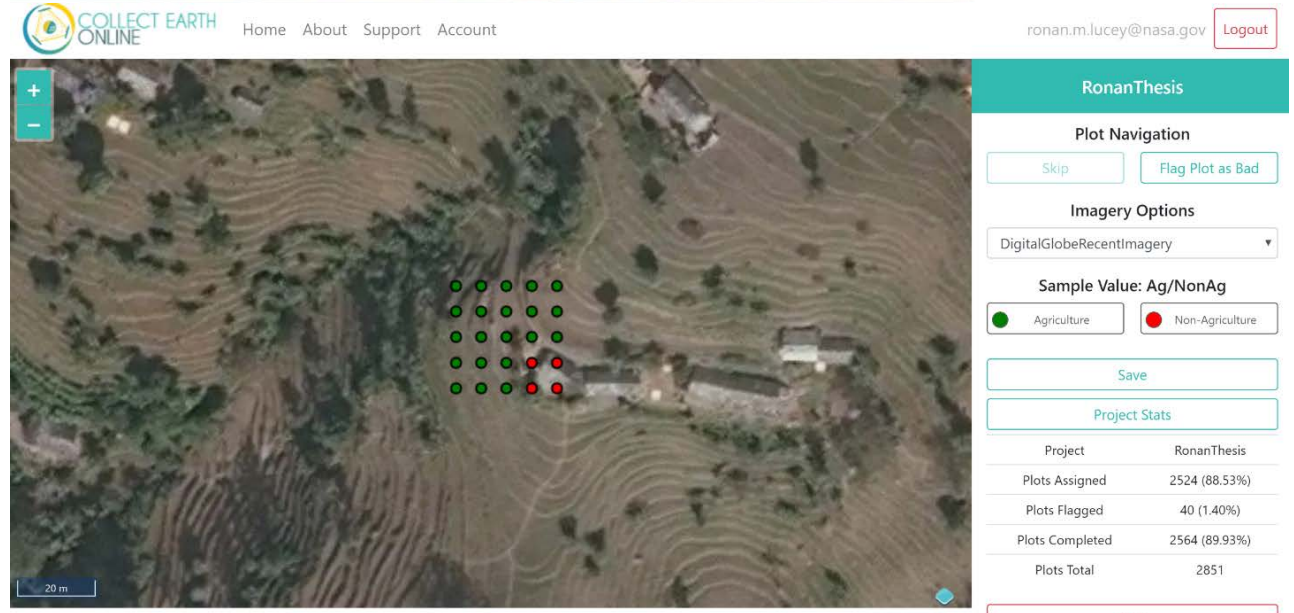 COLLECT EARTH
ONLINE
Home About Support Account
ronan.m.lucey@nasa.gov Logout
+
−
RonanThesis
Plot Navigation
Skip Flag Plot as Bad
Imagery Options
DigitalGlobeRecentImagery
Sample Value: Ag/NonAg
Agriculture Non-Agriculture
Save
Project Stats
Project RonanThesis
Plots Assigned 2524 (88.53%)
Plots Flagged 40 (1.40%)
Plots Completed 2564 (89.93%)
Plots Total 2851
20 m